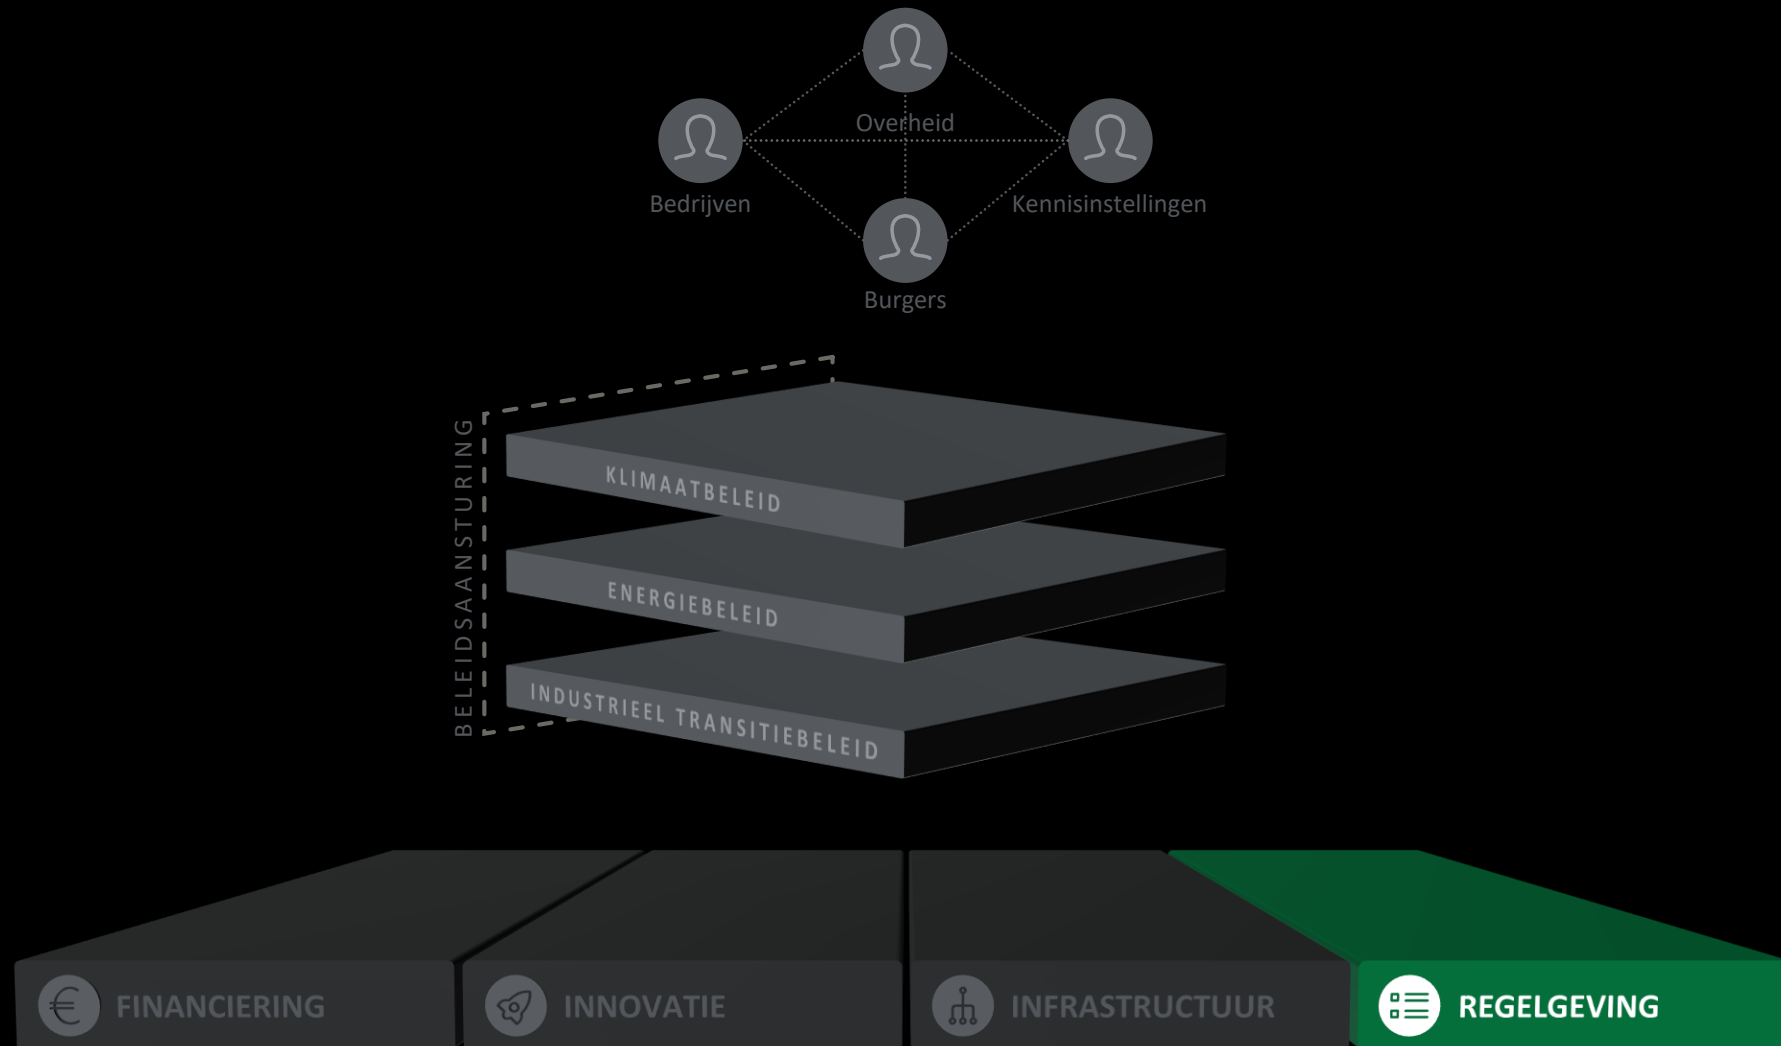 Overheid
Bedrijven
Kennisinstellingen
Burgers
BELEIDSAANSTURING
KLIMAATBELEID
ENERGIEBELEID
INDUSTRIEEL TRANSITIEBELEID
FINANCIERING
INNOVATIE
INFRASTRUCTUUR
REGELGEVING